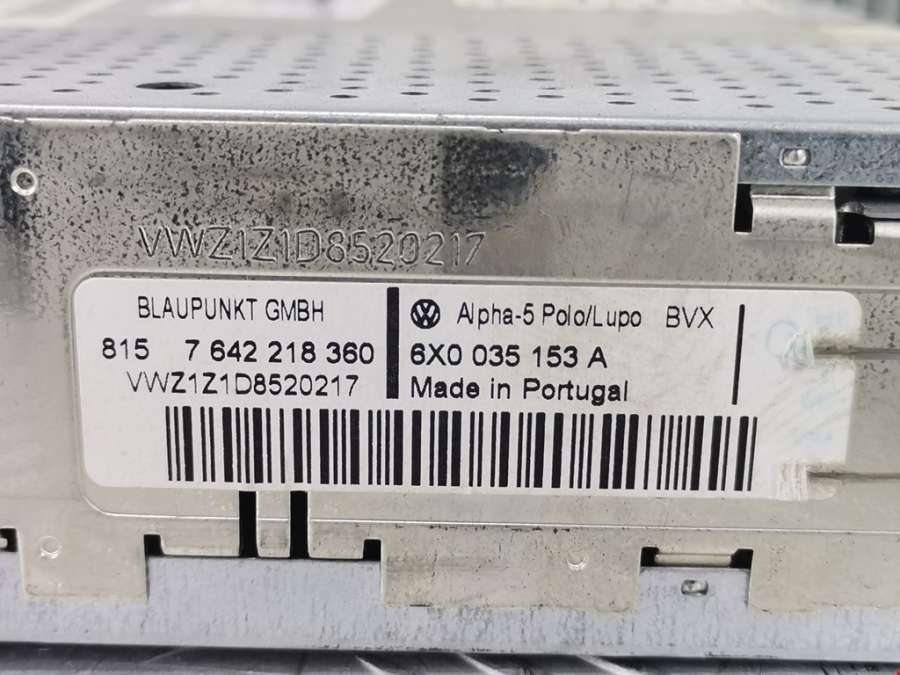 VWZ1Z1D8520217
BLAUPUNKT GMBH
815 7 642 218 360
VWZ1Z1D8520217
Alpha-5 Polo/Lupo BVX
6X0 035 153 A
Made in Portugal